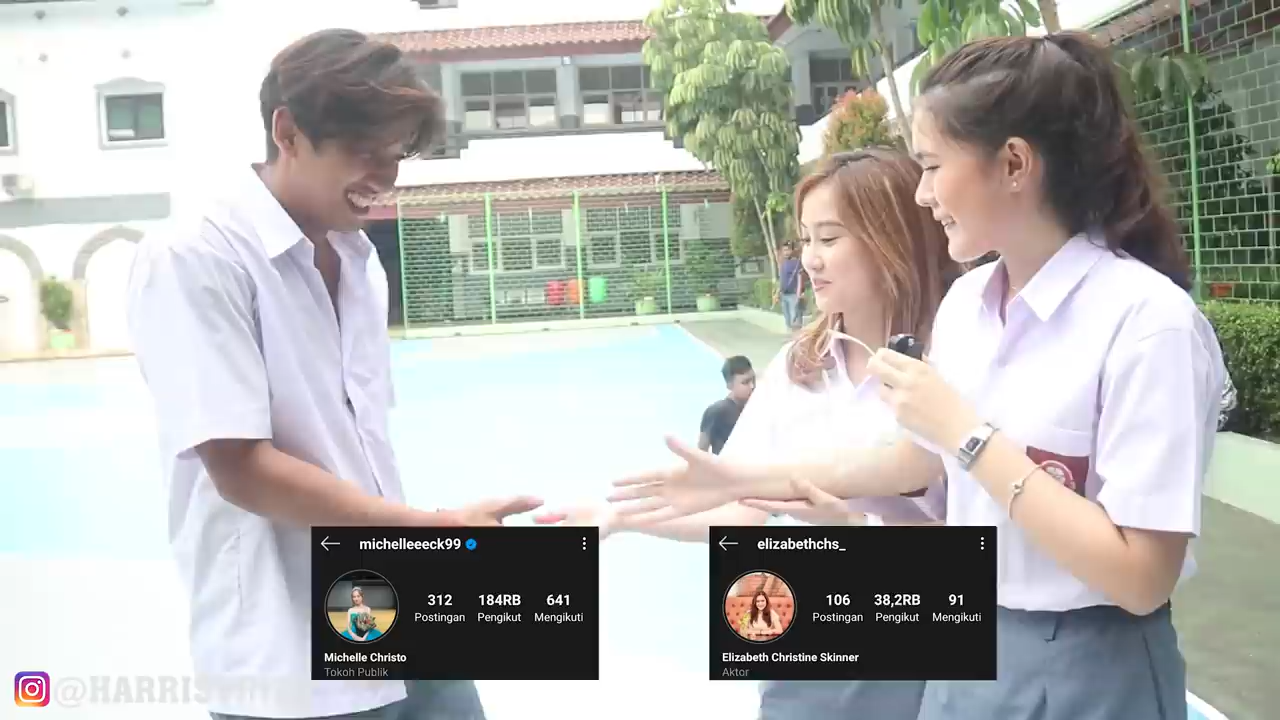 michelleeeck99
312 184RB 641
Postingan Pengikut Mengikuti
Michelle Christo
Tokoh Publik
elizabethchs_
106 38,2RB 91
Postingan Pengikut Mengikuti
Elizabeth Christine Skinner
Aktor